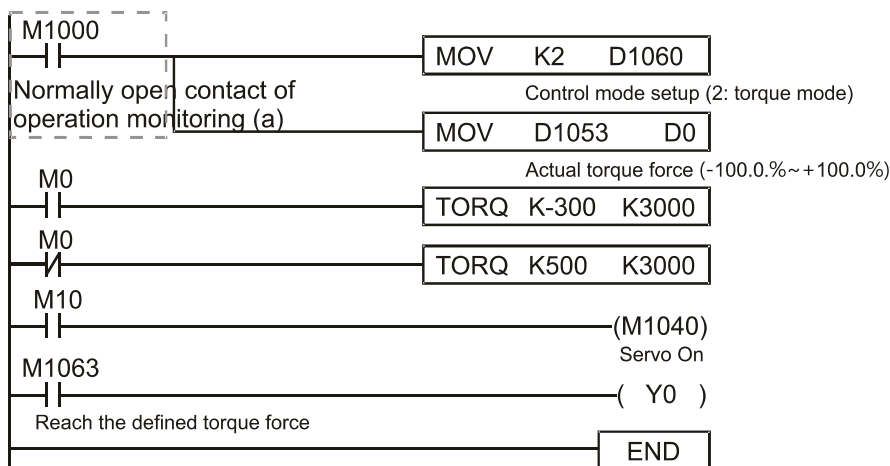 M1000
MOV K2 D1060
Normally open contact of
operation monitoring (a)
Control mode setup (2: torque mode)
MOV D1053 D0
Actual torque force (-100.0.%~+100.0%)
M0
TORQ K-300 K3000
M0
TORQ K500 K3000
M10
(M1040)
Servo On
M1063
( Y0 )
Reach the defined torque force
END